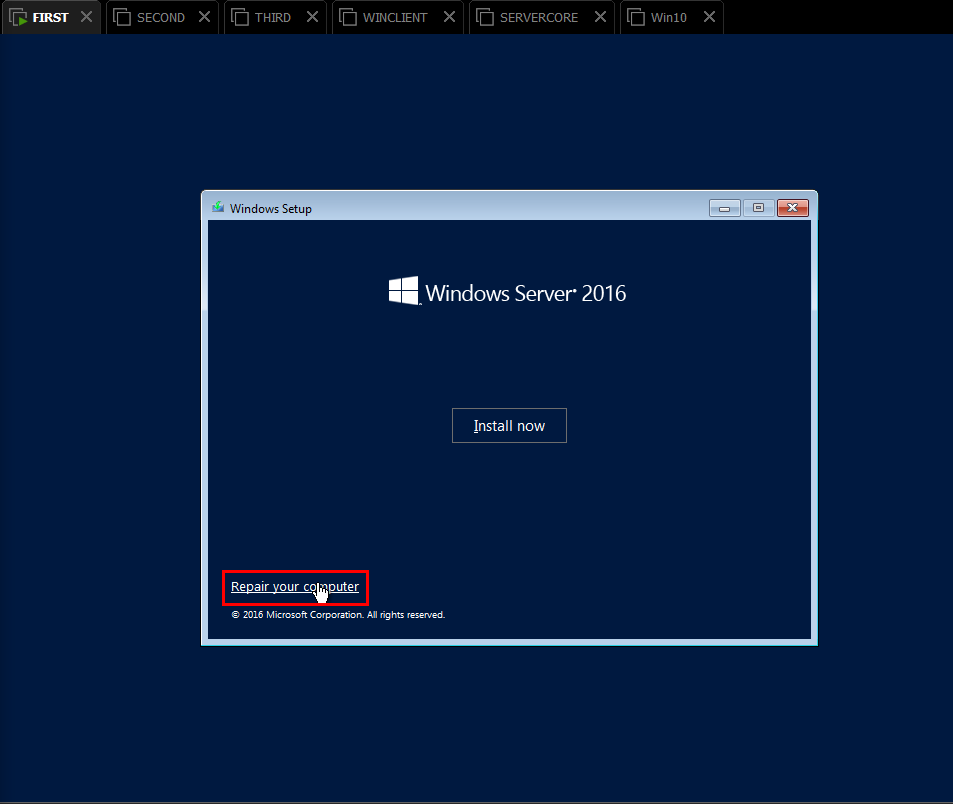 FIRST SECOND THIRD WINCLIENT SERVERCORE Win10
Windows Setup
Windows Server® 2016
Install now
Repair your computer
© 2016 Microsoft Corporation. All rights reserved.